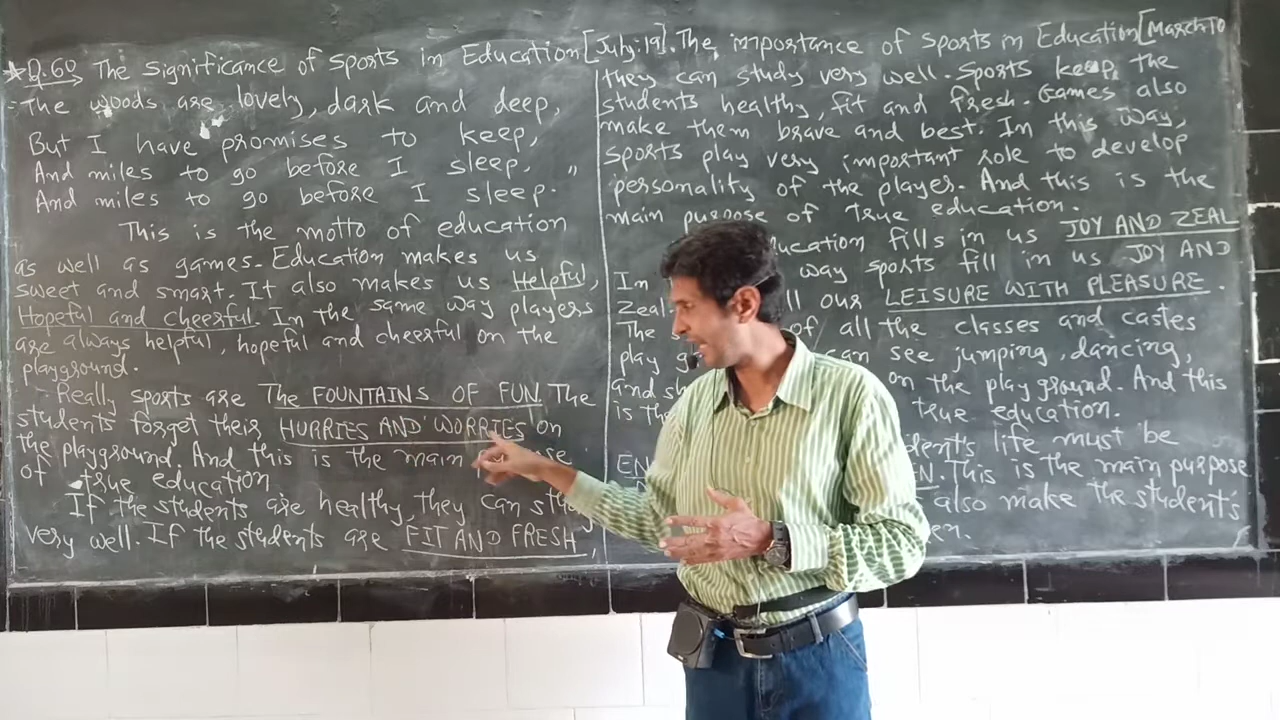 Q.60 The significance of sports in Education [July:19]. The importance of sports in Education [March 10
"The woods are lovely, dark and deep,
But I have promises to keep,
And miles to go before I sleep,
And miles to go before I sleep."
This is the motto of education
as well as games. Education makes us
sweet and smart. It also makes us Helpful,
Hopeful and cheerful. In the same way players
are always helpful, hopeful and cheerful on the
playground.
Really sports are The FOUNTAINS OF FUN. The
students forget their HURRIES AND WORRIES on
the playground. And this is the main
of true education.
If the students are healthy, they can study
very well. If the students are FIT AND FRESH,
they can study very well. Sports keep the
students healthy, fit and fresh. Games also
make them brave and best. In this way,
sports play very important role to develop
personality of the player. And this is the
main purpose of true education.
education fills in us JOY AND ZEAL
In way sports fill in us JOY AND
Zeal. our LEISURE WITH PLEASURE.
The of all the classes and castes
play can see jumping, dancing,
and on the playground. And this
is the true education.
life must be
This is the main purpose
also make the student's